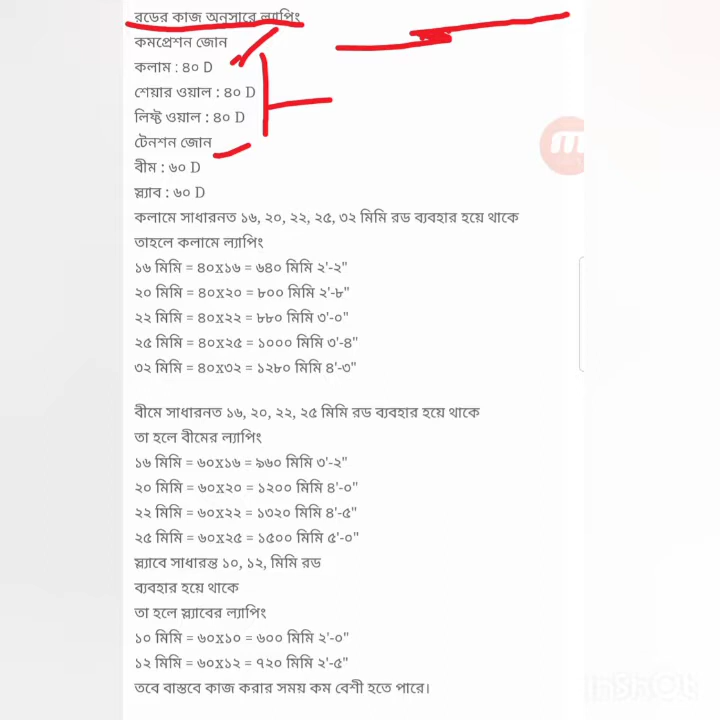 রডের কাজ অনুসারে ল্যাপিং
কমপ্রেশন জোন
কলাম : ৪০ D
শেয়ার ওয়াল : ৪০ D
লিফ্ট ওয়াল : ৪০ D
টেনশন জোন
বীম : ৬০ D
স্ল্যাব : ৬০ D
কলামে সাধারনত ১৬, ২০, ২২, ২৫, ৩২ মিমি রড ব্যবহার হয়ে থাকে
তাহলে কলামে ল্যাপিং
১৬ মিমি = ৪০x১৬ = ৬৪০ মিমি ২'-২"
২০ মিমি = ৪০x২০ = ৮০০ মিমি ২'-৮"
২২ মিমি = ৪০x২২ = ৮৮০ মিমি ৩'-০"
২৫ মিমি = ৪০x২৫ = ১০০০ মিমি ৩'-৪"
৩২ মিমি = ৪০x৩২ = ১২৮০ মিমি ৪'-৩"
বীমে সাধারনত ১৬, ২০, ২২, ২৫ মিমি রড ব্যবহার হয়ে থাকে
তা হলে বীমের ল্যাপিং
১৬ মিমি = ৬০x১৬ = ৯৬০ মিমি ৩'-২"
২০ মিমি = ৬০x২০ = ১২০০ মিমি ৪'-০"
২২ মিমি = ৬০x২২ = ১৩২০ মিমি ৪'-৫"
২৫ মিমি = ৬০x২৫ = ১৫০০ মিমি ৫'-০"
স্ল্যাবে সাধারন্ত ১০, ১২, মিমি রড
ব্যবহার হয়ে থাকে
তা হলে স্ল্যাবের ল্যাপিং
১০ মিমি = ৬০x১০ = ৬০০ মিমি ২'-০"
১২ মিমি = ৬০x১২ = ৭২০ মিমি ২'-৫"
তবে বাস্তবে কাজ করার সময় কম বেশী হতে পারে।